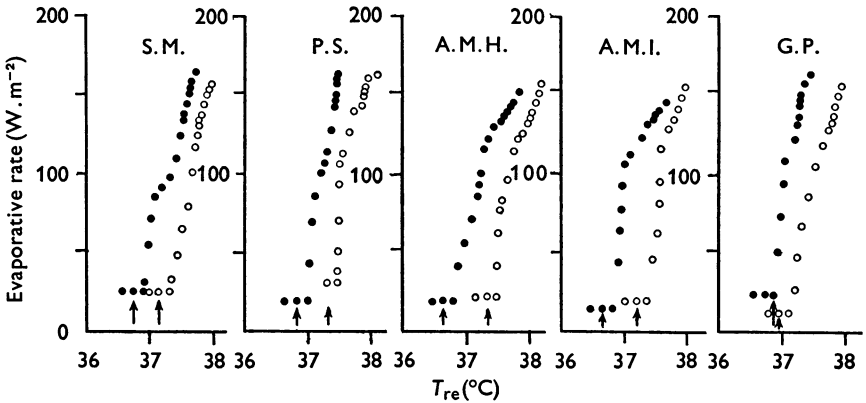 200 200 200 200 200
S.M. P.S. A.M.H. A.M.I. G.P.
Evaporative rate (W.m⁻²)
100 100 100 100 100
0
36 37 38 36 37 38 36 37 38 36 37 38 36 37 38
Tre(°C)